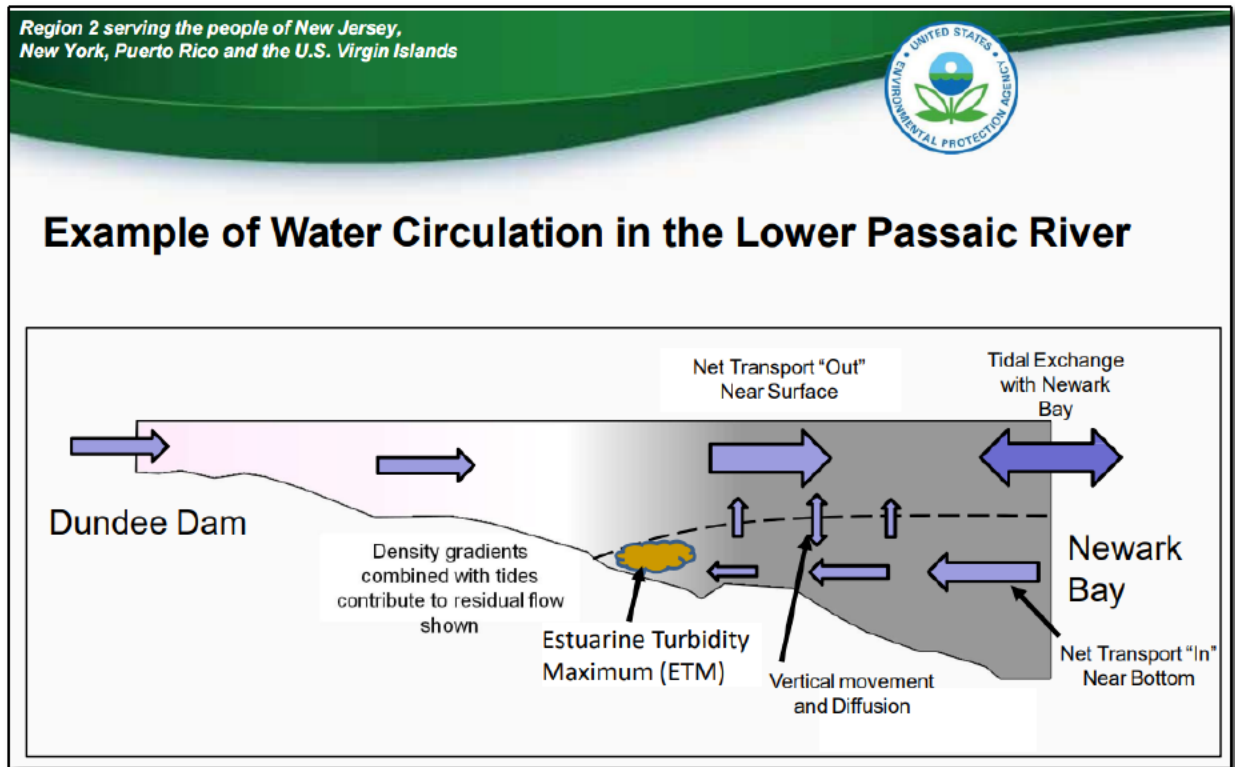 Region 2 serving the people of New Jersey,
New York, Puerto Rico and the U.S. Virgin Islands
UNITED STATES
ENVIRONMENTAL PROTECTION AGENCY
Example of Water Circulation in the Lower Passaic River
Net Transport “Out”
Near Surface
Tidal Exchange
with Newark
Bay
Dundee Dam
Density gradients
combined with tides
contribute to residual flow
shown
Estuarine Turbidity
Maximum (ETM)
Vertical movement
and Diffusion
Newark
Bay
Net Transport “In”
Near Bottom